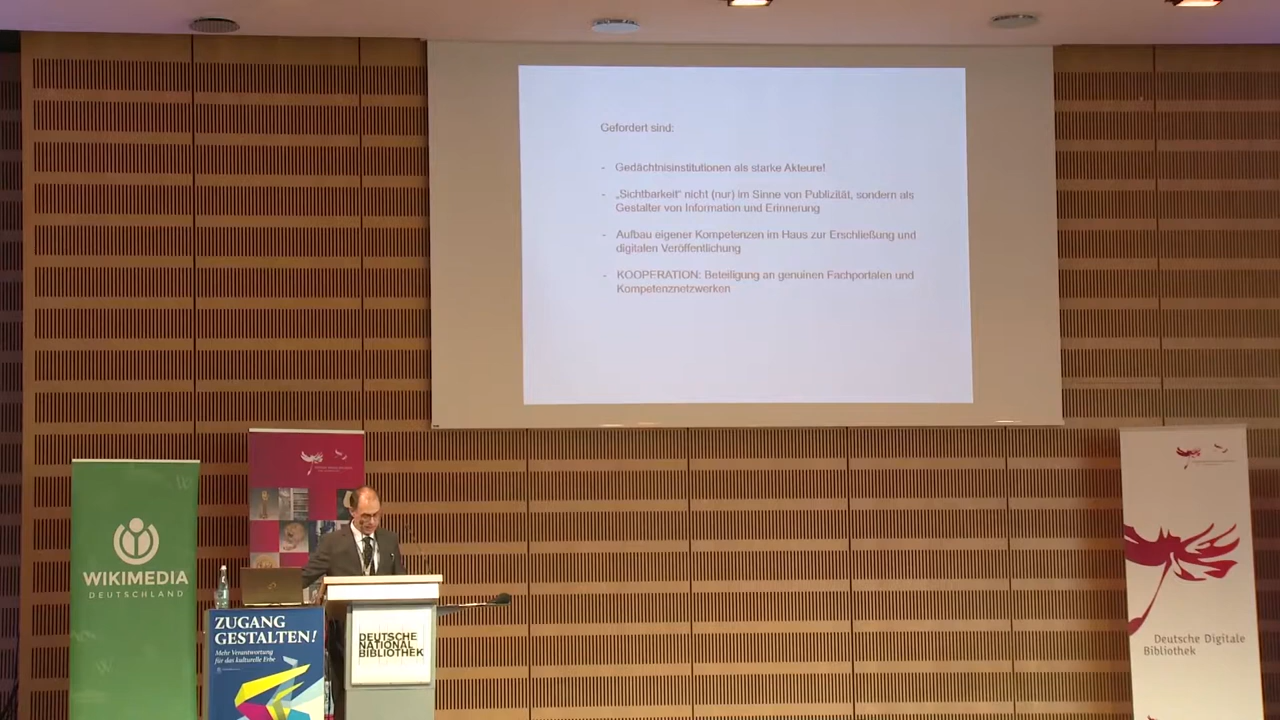 Gefordert sind:
- Gedächtnisinstitutionen als starke Akteure!
- „Sichtbarkeit“ nicht (nur) im Sinne von Publizität, sondern als
Gestalter von Information und Erinnerung
- Aufbau eigener Kompetenzen im Haus zur Erschließung und
digitalen Veröffentlichung
- KOOPERATION: Beteiligung an genuinen Fachportalen und
Kompetenznetzwerken
WIKIMEDIA
DEUTSCHLAND
ZUGANG
GESTALTEN!
Mehr Verantwortung
für das kulturelle Erbe
DEUTSCHE
NATIONAL
BIBLIOTHEK
Deutsche Digitale
Bibliothek